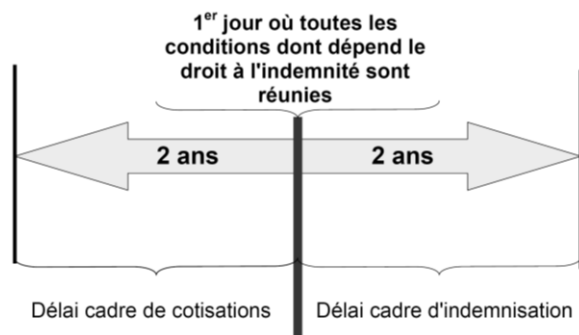 1er jour où toutes les
conditions dont dépend le
droit à l'indemnité sont
réunies
2 ans 2 ans
Délai cadre de cotisations Délai cadre d'indemnisation